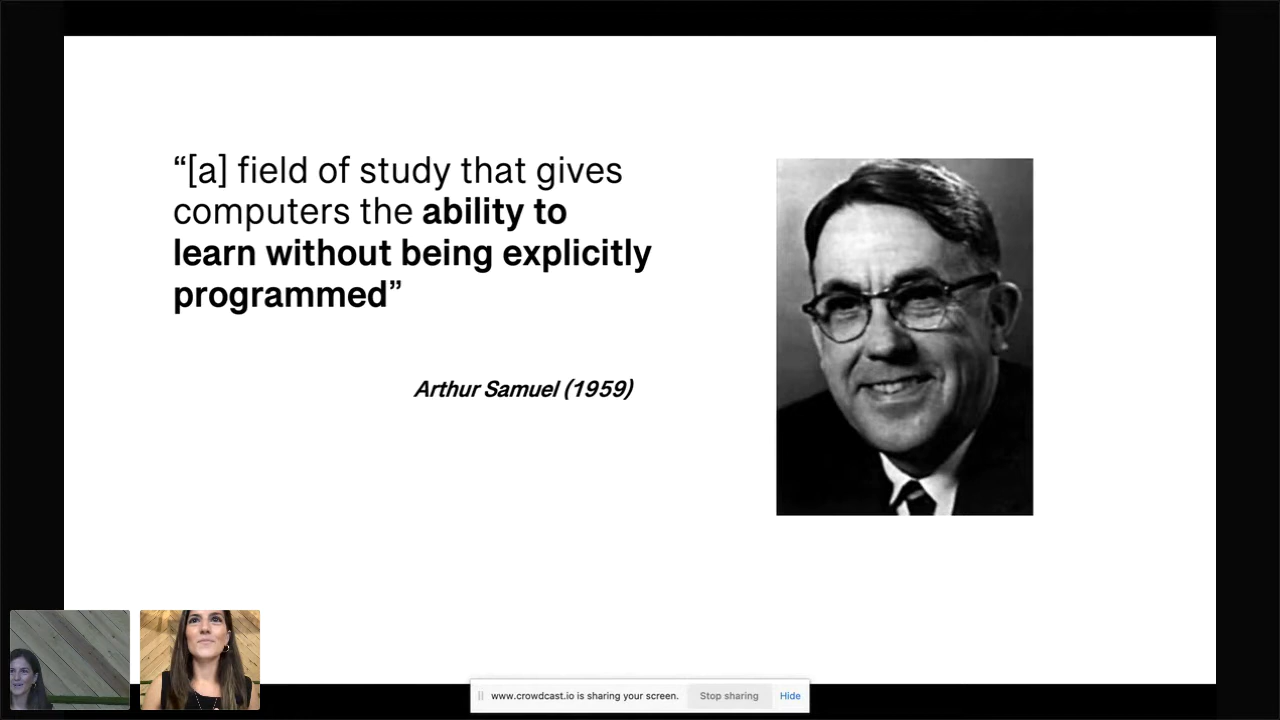 “[a] field of study that gives
computers the ability to
learn without being explicitly
programmed”
Arthur Samuel (1959)
www.crowdcast.io is sharing your screen.
Stop sharing
Hide